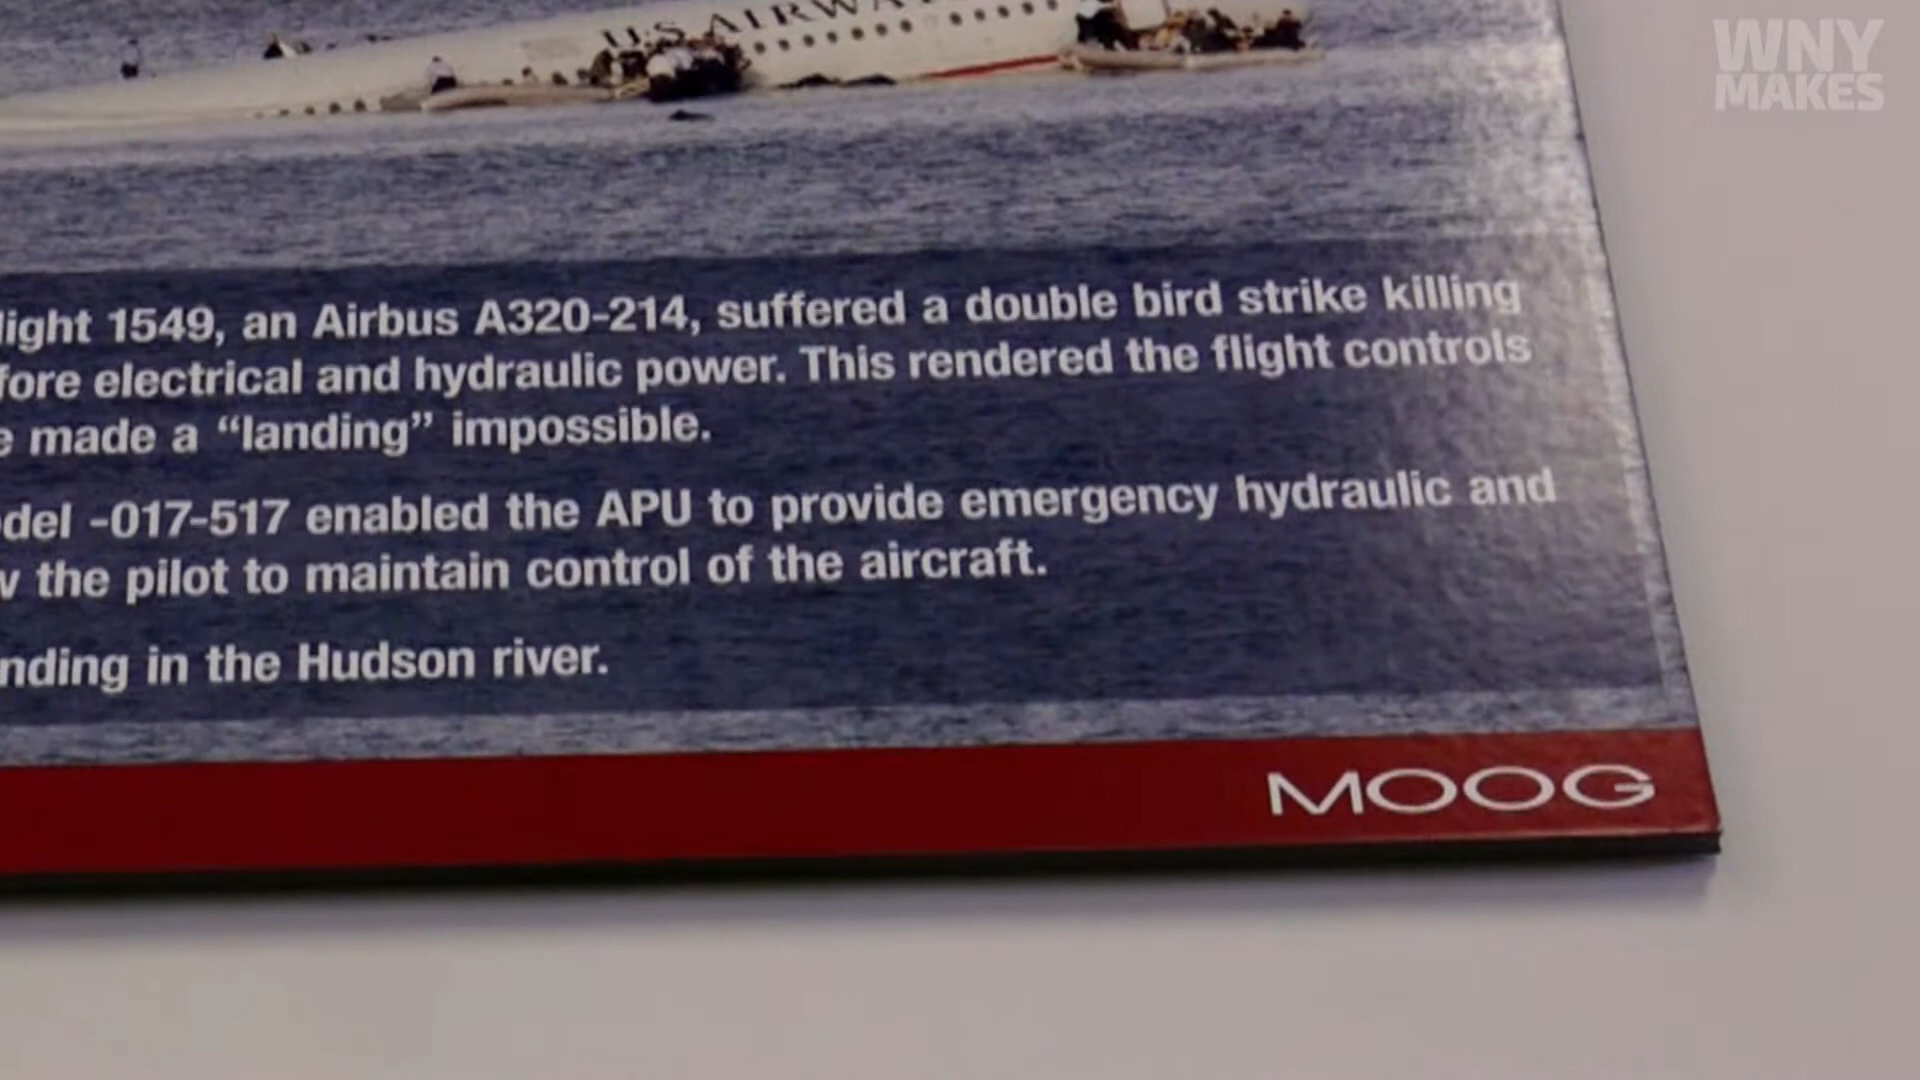 WNY
MAKES
U.S. AIRWA
light 1549, an Airbus A320-214, suffered a double bird strike killing
fore electrical and hydraulic power. This rendered the flight controls
e made a “landing” impossible.
del -017-517 enabled the APU to provide emergency hydraulic and
w the pilot to maintain control of the aircraft.
nding in the Hudson river.
MOOG